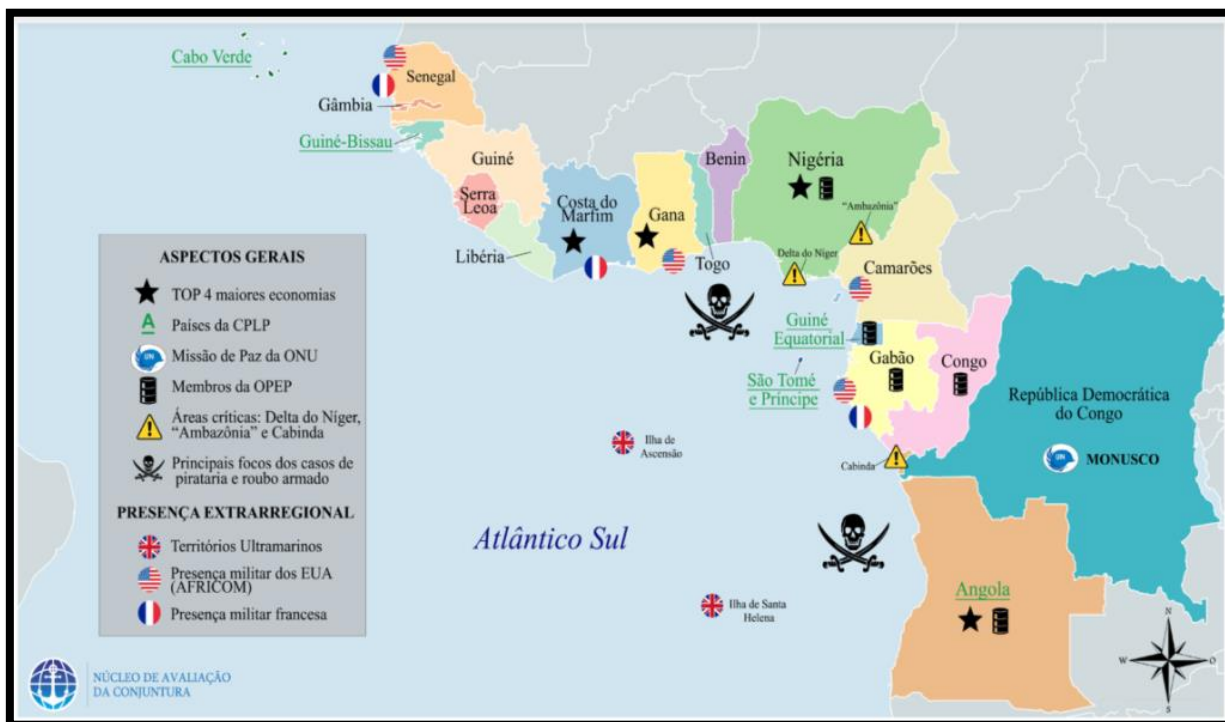 Cabo Verde
Senegal
Gâmbia
Guiné-Bissau
Guiné
Serra
Leoa
Libéria
Costa do
Marfim
Gana
Togo
Benin
Nigéria
"Ambazônia"
Delta do Níger
Camarões
Guiné
Equatorial
São Tomé
e Príncipe
Gabão
Congo
República Democrática
do Congo
UN
MONUSCO
Cabinda
Ilha de
Ascensão
Atlântico Sul
Ilha de Santa
Helena
Angola
ASPECTOS GERAIS
TOP 4 maiores economias
A
Países da CPLP
UN
Missão de Paz da ONU
Membros da OPEP
Áreas críticas: Delta do Níger,
"Ambazônia" e Cabinda
Principais focos dos casos de
pirataria e roubo armado
PRESENÇA EXTRARREGIONAL
Territórios Ultramarinos
Presença militar dos EUA
(AFRICOM)
Presença militar francesa
N
W
O
S
NÚCLEO DE AVALIAÇÃO
DA CONJUNTURA